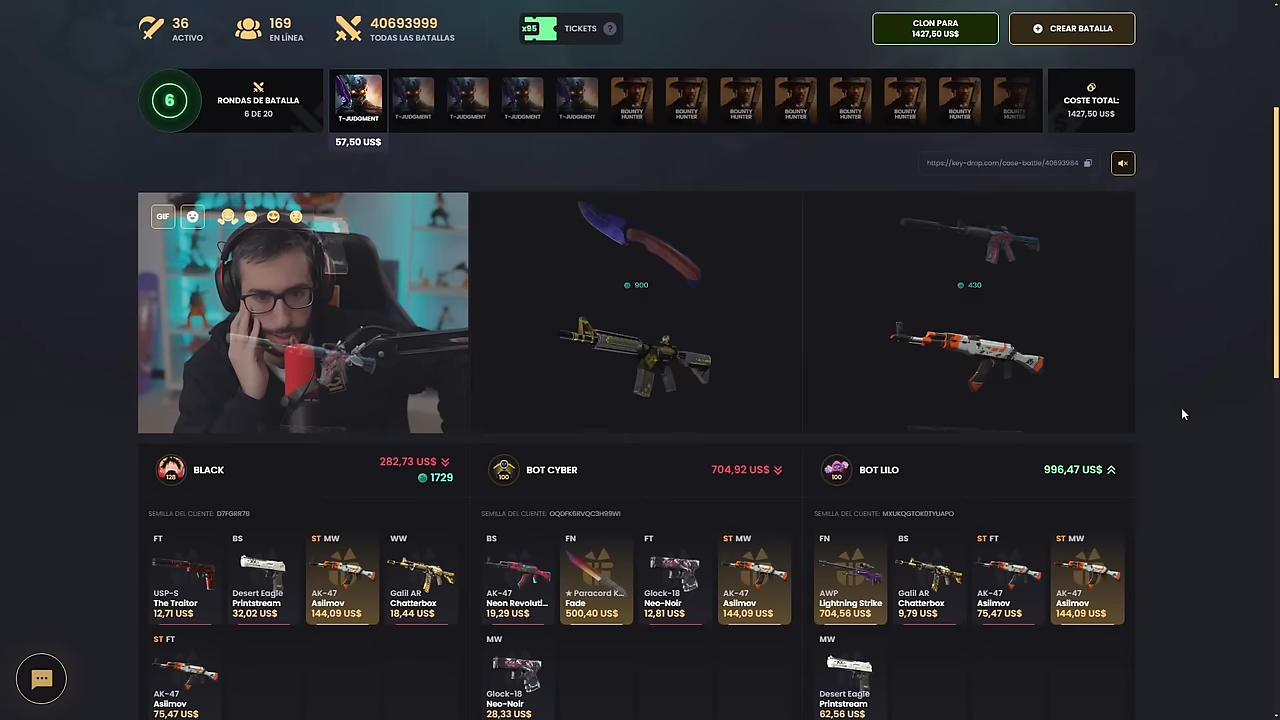 36
ACTIVO
169
EN LÍNEA
40693999
TODAS LAS BATALLAS
x95
TICKETS
?
CLON PARA
1427,50 US$
CREAR BATALLA
6
RONDAS DE BATALLA
6 DE 20
T-JUDGMENT
T-JUDGMENT
T-JUDGMENT
T-JUDGMENT
T-JUDGMENT
BOUNTY HUNTER
BOUNTY HUNTER
BOUNTY HUNTER
BOUNTY HUNTER
BOUNTY HUNTER
BOUNTY HUNTER
BOUNTY HUNTER
BOUNTY HUNTER
COSTE TOTAL:
1427,50 US$
57,50 US$
https://key-drop.com/case-battle/40693984
GIF
900
430
128
BLACK
282,73 US$
1729
100
BOT CYBER
704,92 US$
100
BOT LILO
996,47 US$
SEMILLA DEL CLIENTE: D7FGRR7B
SEMILLA DEL CLIENTE: OQDFK6RVQC3H99WI
SEMILLA DEL CLIENTE: MXUKQGTOK0TYUAPO
FT
USP-S
The Traitor
12,71 US$
BS
Desert Eagle
Printstream
32,02 US$
ST MW
AK-47
Asiimov
144,09 US$
WW
Galil AR
Chatterbox
18,44 US$
BS
AK-47
Neon Revoluti...
19,29 US$
FN
★ Paracord K...
Fade
500,40 US$
FT
Glock-18
Neo-Noir
12,81 US$
ST MW
AK-47
Asiimov
144,09 US$
FN
AWP
Lightning Strike
704,56 US$
BS
Galil AR
Chatterbox
9,79 US$
ST FT
AK-47
Asiimov
75,47 US$
ST MW
AK-47
Asiimov
144,09 US$
ST FT
AK-47
Asiimov
75,47 US$
MW
Glock-18
Neo-Noir
28,33 US$
MW
Desert Eagle
Printstream
62,56 US$